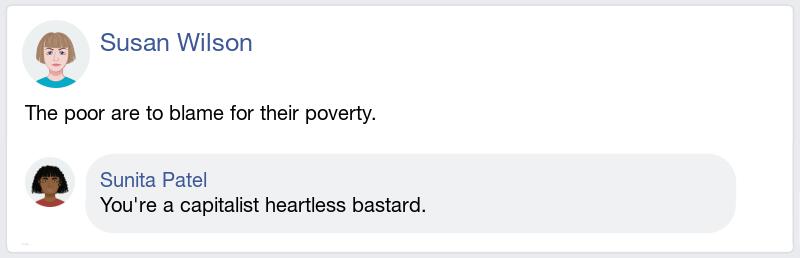 Susan Wilson
The poor are to blame for their poverty.
Sunita Patel
You're a capitalist heartless bastard.